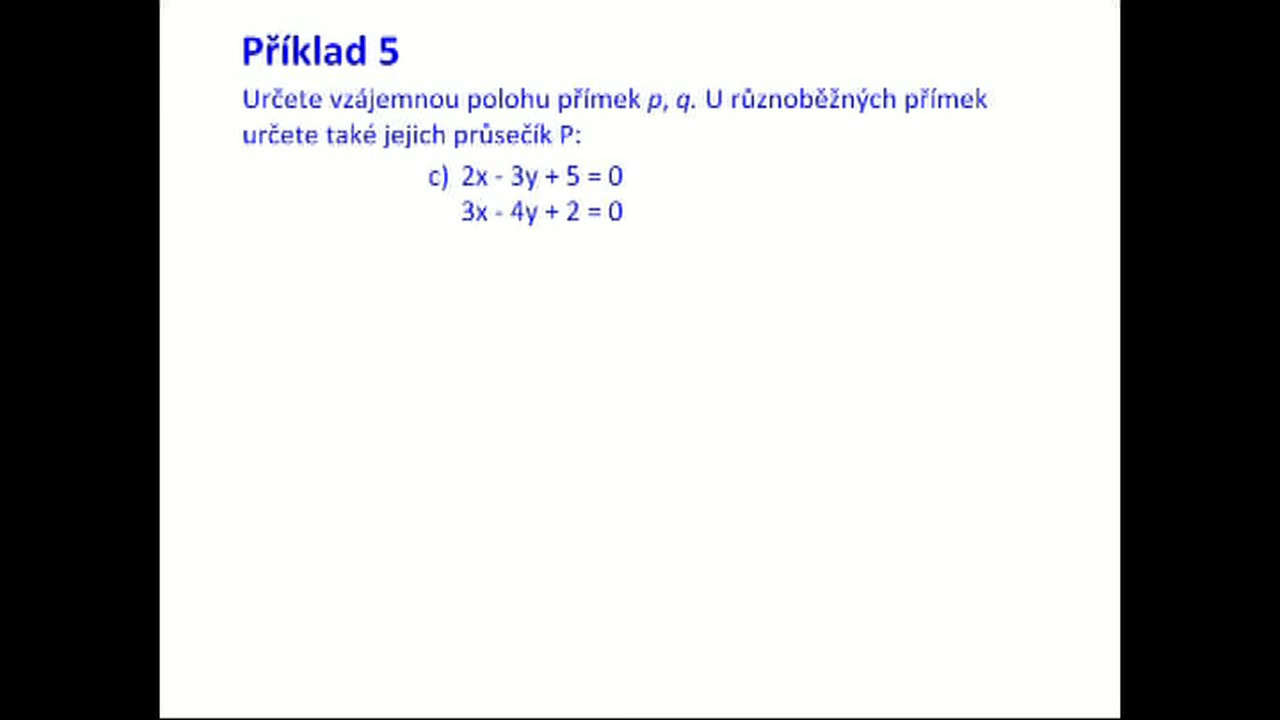 Příklad 5
Určete vzájemnou polohu přímek p, q. U různoběžných přímek
určete také jejich průsečík P:
c) 2x - 3y + 5 = 0
3x - 4y + 2 = 0